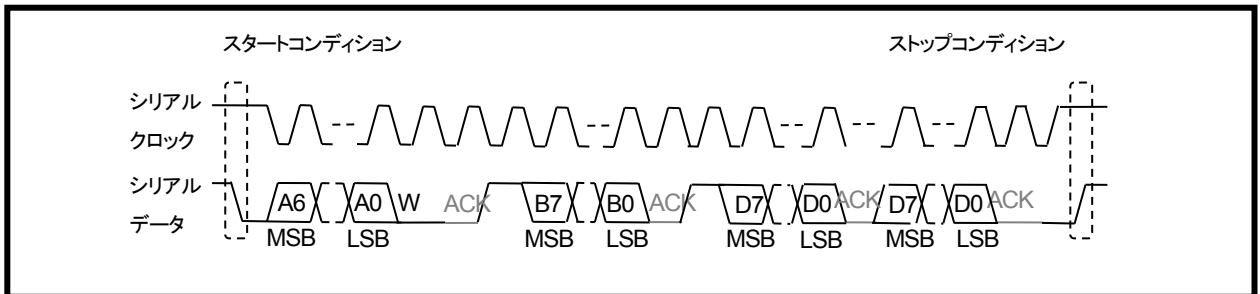 スタートコンディション ストップコンディション
シリアル
クロック
シリアル
データ
A6 A0 W ACK B7 B0 ACK D7 D0 ACK D7 D0 ACK
MSB LSB MSB LSB MSB LSB MSB LSB